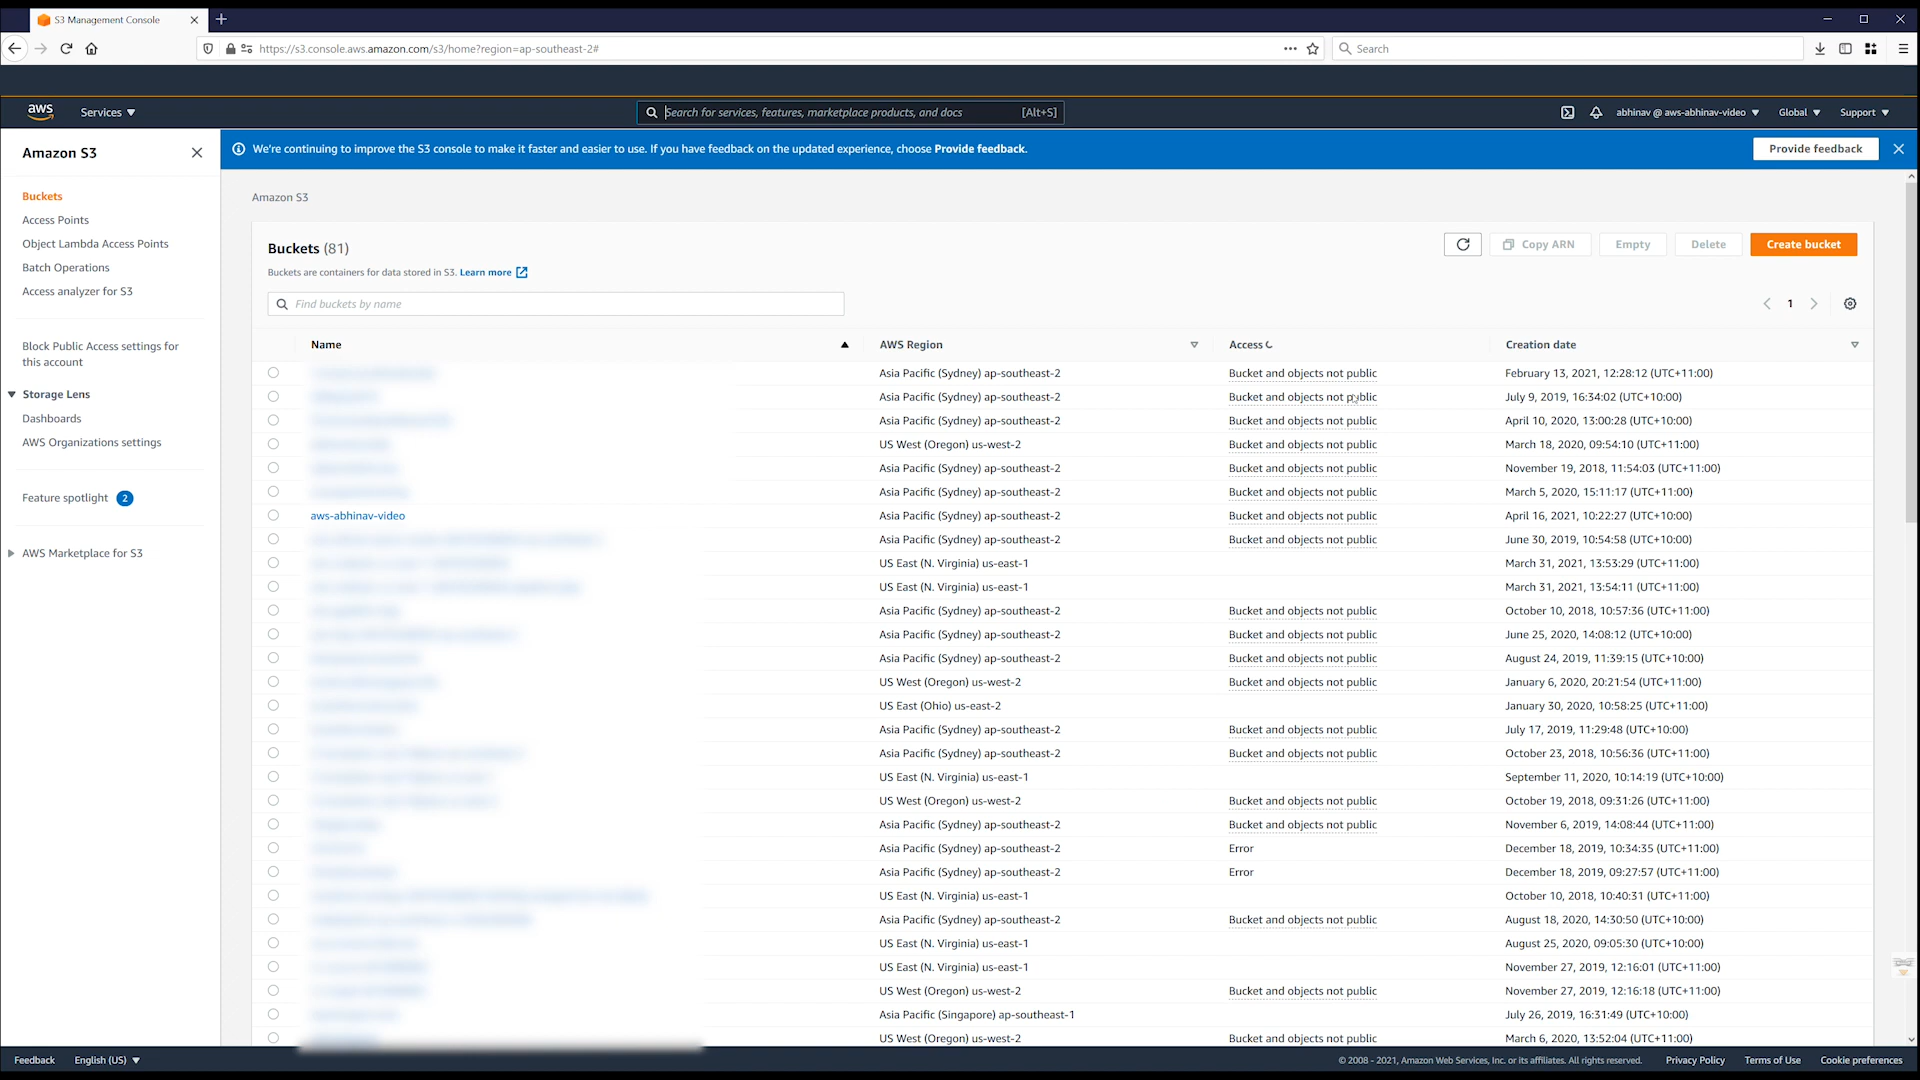 S3 Management Console
https://s3.console.aws.amazon.com/s3/home?region=ap-southeast-2#
Search
aws
Services
Search for services, features, marketplace products, and docs [Alt+S]
abhinav @ aws-abhinav-video
Global
Support
Amazon S3
We're continuing to improve the S3 console to make it faster and easier to use. If you have feedback on the updated experience, choose Provide feedback.
Provide feedback
Buckets
Access Points
Object Lambda Access Points
Batch Operations
Access analyzer for S3
Block Public Access settings for
this account
Storage Lens
Dashboards
AWS Organizations settings
Feature spotlight 2
AWS Marketplace for S3
Amazon S3
Buckets (81)
Buckets are containers for data stored in S3. Learn more
Copy ARN
Empty
Delete
Create bucket
Find buckets by name
1
Name AWS Region Access Creation date
Asia Pacific (Sydney) ap-southeast-2 Bucket and objects not public February 13, 2021, 12:28:12 (UTC+11:00)
Asia Pacific (Sydney) ap-southeast-2 Bucket and objects not public July 9, 2019, 16:34:02 (UTC+10:00)
Asia Pacific (Sydney) ap-southeast-2 Bucket and objects not public April 10, 2020, 13:00:28 (UTC+11:00)
US West (Oregon) us-west-2 Bucket and objects not public March 18, 2020, 09:54:10 (UTC+11:00)
Asia Pacific (Sydney) ap-southeast-2 Bucket and objects not public November 19, 2018, 11:54:03 (UTC+11:00)
Asia Pacific (Sydney) ap-southeast-2 Bucket and objects not public March 5, 2020, 15:11:17 (UTC+11:00)
aws-abhinav-video Asia Pacific (Sydney) ap-southeast-2 Bucket and objects not public April 16, 2021, 10:22:27 (UTC+10:00)
Asia Pacific (Sydney) ap-southeast-2 Bucket and objects not public June 30, 2019, 10:54:58 (UTC+10:00)
US East (N. Virginia) us-east-1 March 31, 2021, 13:53:29 (UTC+11:00)
US East (N. Virginia) us-east-1 March 31, 2021, 13:54:11 (UTC+11:00)
Asia Pacific (Sydney) ap-southeast-2 Bucket and objects not public October 10, 2018, 10:57:36 (UTC+11:00)
Asia Pacific (Sydney) ap-southeast-2 Bucket and objects not public June 25, 2020, 14:08:12 (UTC+10:00)
Asia Pacific (Sydney) ap-southeast-2 Bucket and objects not public August 24, 2019, 11:39:15 (UTC+10:00)
US West (Oregon) us-west-2 Bucket and objects not public January 6, 2020, 20:21:54 (UTC+11:00)
US East (Ohio) us-east-2 January 30, 2020, 10:58:25 (UTC+11:00)
Asia Pacific (Sydney) ap-southeast-2 Bucket and objects not public July 17, 2019, 11:29:48 (UTC+10:00)
Asia Pacific (Sydney) ap-southeast-2 Bucket and objects not public October 23, 2018, 10:56:36 (UTC+11:00)
US East (N. Virginia) us-east-1 September 11, 2020, 10:14:19 (UTC+10:00)
US West (Oregon) us-west-2 Bucket and objects not public October 19, 2018, 09:31:26 (UTC+11:00)
Asia Pacific (Sydney) ap-southeast-2 Bucket and objects not public November 6, 2019, 14:08:44 (UTC+11:00)
Asia Pacific (Sydney) ap-southeast-2 Error December 18, 2019, 10:34:35 (UTC+11:00)
Asia Pacific (Sydney) ap-southeast-2 Error December 18, 2019, 09:27:57 (UTC+11:00)
US East (N. Virginia) us-east-1 October 10, 2018, 10:40:31 (UTC+11:00)
Asia Pacific (Sydney) ap-southeast-2 Bucket and objects not public August 18, 2020, 14:30:50 (UTC+10:00)
US East (N. Virginia) us-east-1 August 25, 2020, 09:05:30 (UTC+10:00)
US East (N. Virginia) us-east-1 November 27, 2019, 12:16:01 (UTC+11:00)
US West (Oregon) us-west-2 Bucket and objects not public November 27, 2019, 12:16:18 (UTC+11:00)
Asia Pacific (Singapore) ap-southeast-1 July 26, 2019, 16:31:49 (UTC+10:00)
US West (Oregon) us-west-2 Bucket and objects not public March 6, 2020, 13:52:04 (UTC+11:00)
Feedback English (US)
© 2008 - 2021, Amazon Web Services, Inc. or its affiliates. All rights reserved. Privacy Policy Terms of Use Cookie preferences